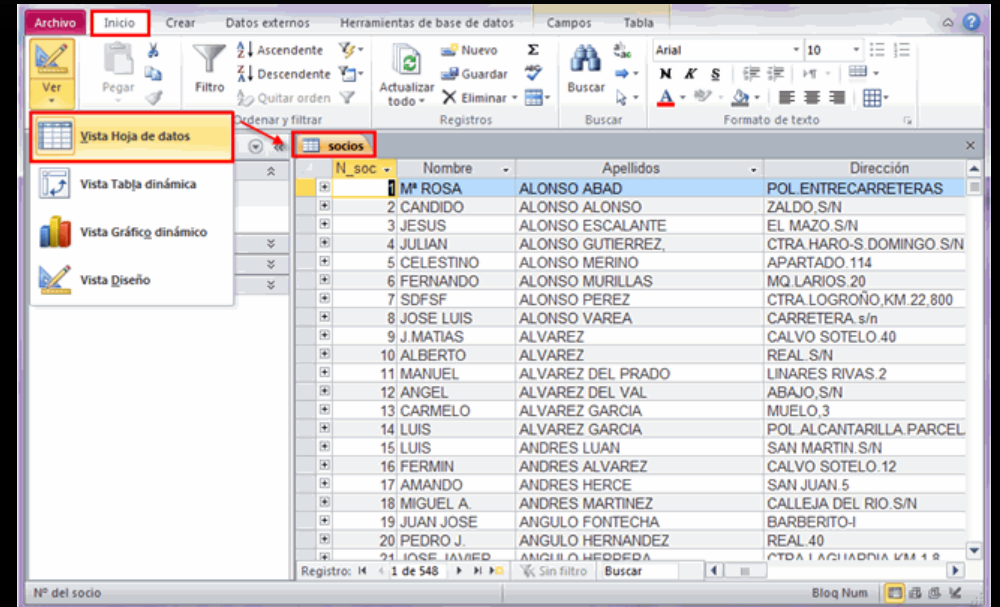 Archivo Inicio Crear Datos externos Herramientas de base de datos Campos Tabla
Ver
Pegar
Filtro
Ascendente
Descendente
Quitar orden
Ordenar y filtrar
Actualizar
todo
Nuevo
Guardar
Eliminar
Registros
Buscar
Buscar
Arial 10
N K S
Formato de texto
Vista Hoja de datos
Vista Tabla dinámica
Vista Gráfico dinámico
Vista Diseño
socios
N_soc Nombre Apellidos Dirección
1 Mª ROSA ALONSO ABAD POL.ENTRECARRETERAS
2 CANDIDO ALONSO ALONSO ZALDO,S/N
3 JESUS ALONSO ESCALANTE EL MAZO.S/N
4 JULIAN ALONSO GUTIERREZ, CTRA.HARO-S.DOMINGO.S/N
5 CELESTINO ALONSO MERINO APARTADO.114
6 FERNANDO ALONSO MURILLAS MQ.LARIOS.20
7 SDFSF ALONSO PEREZ CTRA.LOGROÑO,KM.22,800
8 JOSE LUIS ALONSO VAREA CARRETERA.s/n
9 J.MATIAS ALVAREZ CALVO SOTELO.40
10 ALBERTO ALVAREZ REAL.S/N
11 MANUEL ALVAREZ DEL PRADO LINARES RIVAS.2
12 ANGEL ALVAREZ DEL VAL ABAJO,S/N
13 CARMELO ALVAREZ GARCIA MUELO,3
14 LUIS ALVAREZ GARCIA POL.ALCANTARILLA.PARCEL
15 LUIS ANDRES LUAN SAN MARTIN.S/N
16 FERMIN ANDRES ALVAREZ CALVO SOTELO.12
17 AMANDO ANDRES HERCE SAN JUAN.5
18 MIGUEL A. ANDRES MARTINEZ CALLEJA DEL RIO.S/N
19 JUAN JOSE ANGULO FONTECHA BARBERITO-I
20 PEDRO J. ANGULO HERNANDEZ REAL.40
21 JOSE JAVIER ANGULO HERRERA CTRA.LAGUARDIA.KM.1,8
Registro: 1 de 548 Sin filtro Buscar
Nº del socio Bloq Num